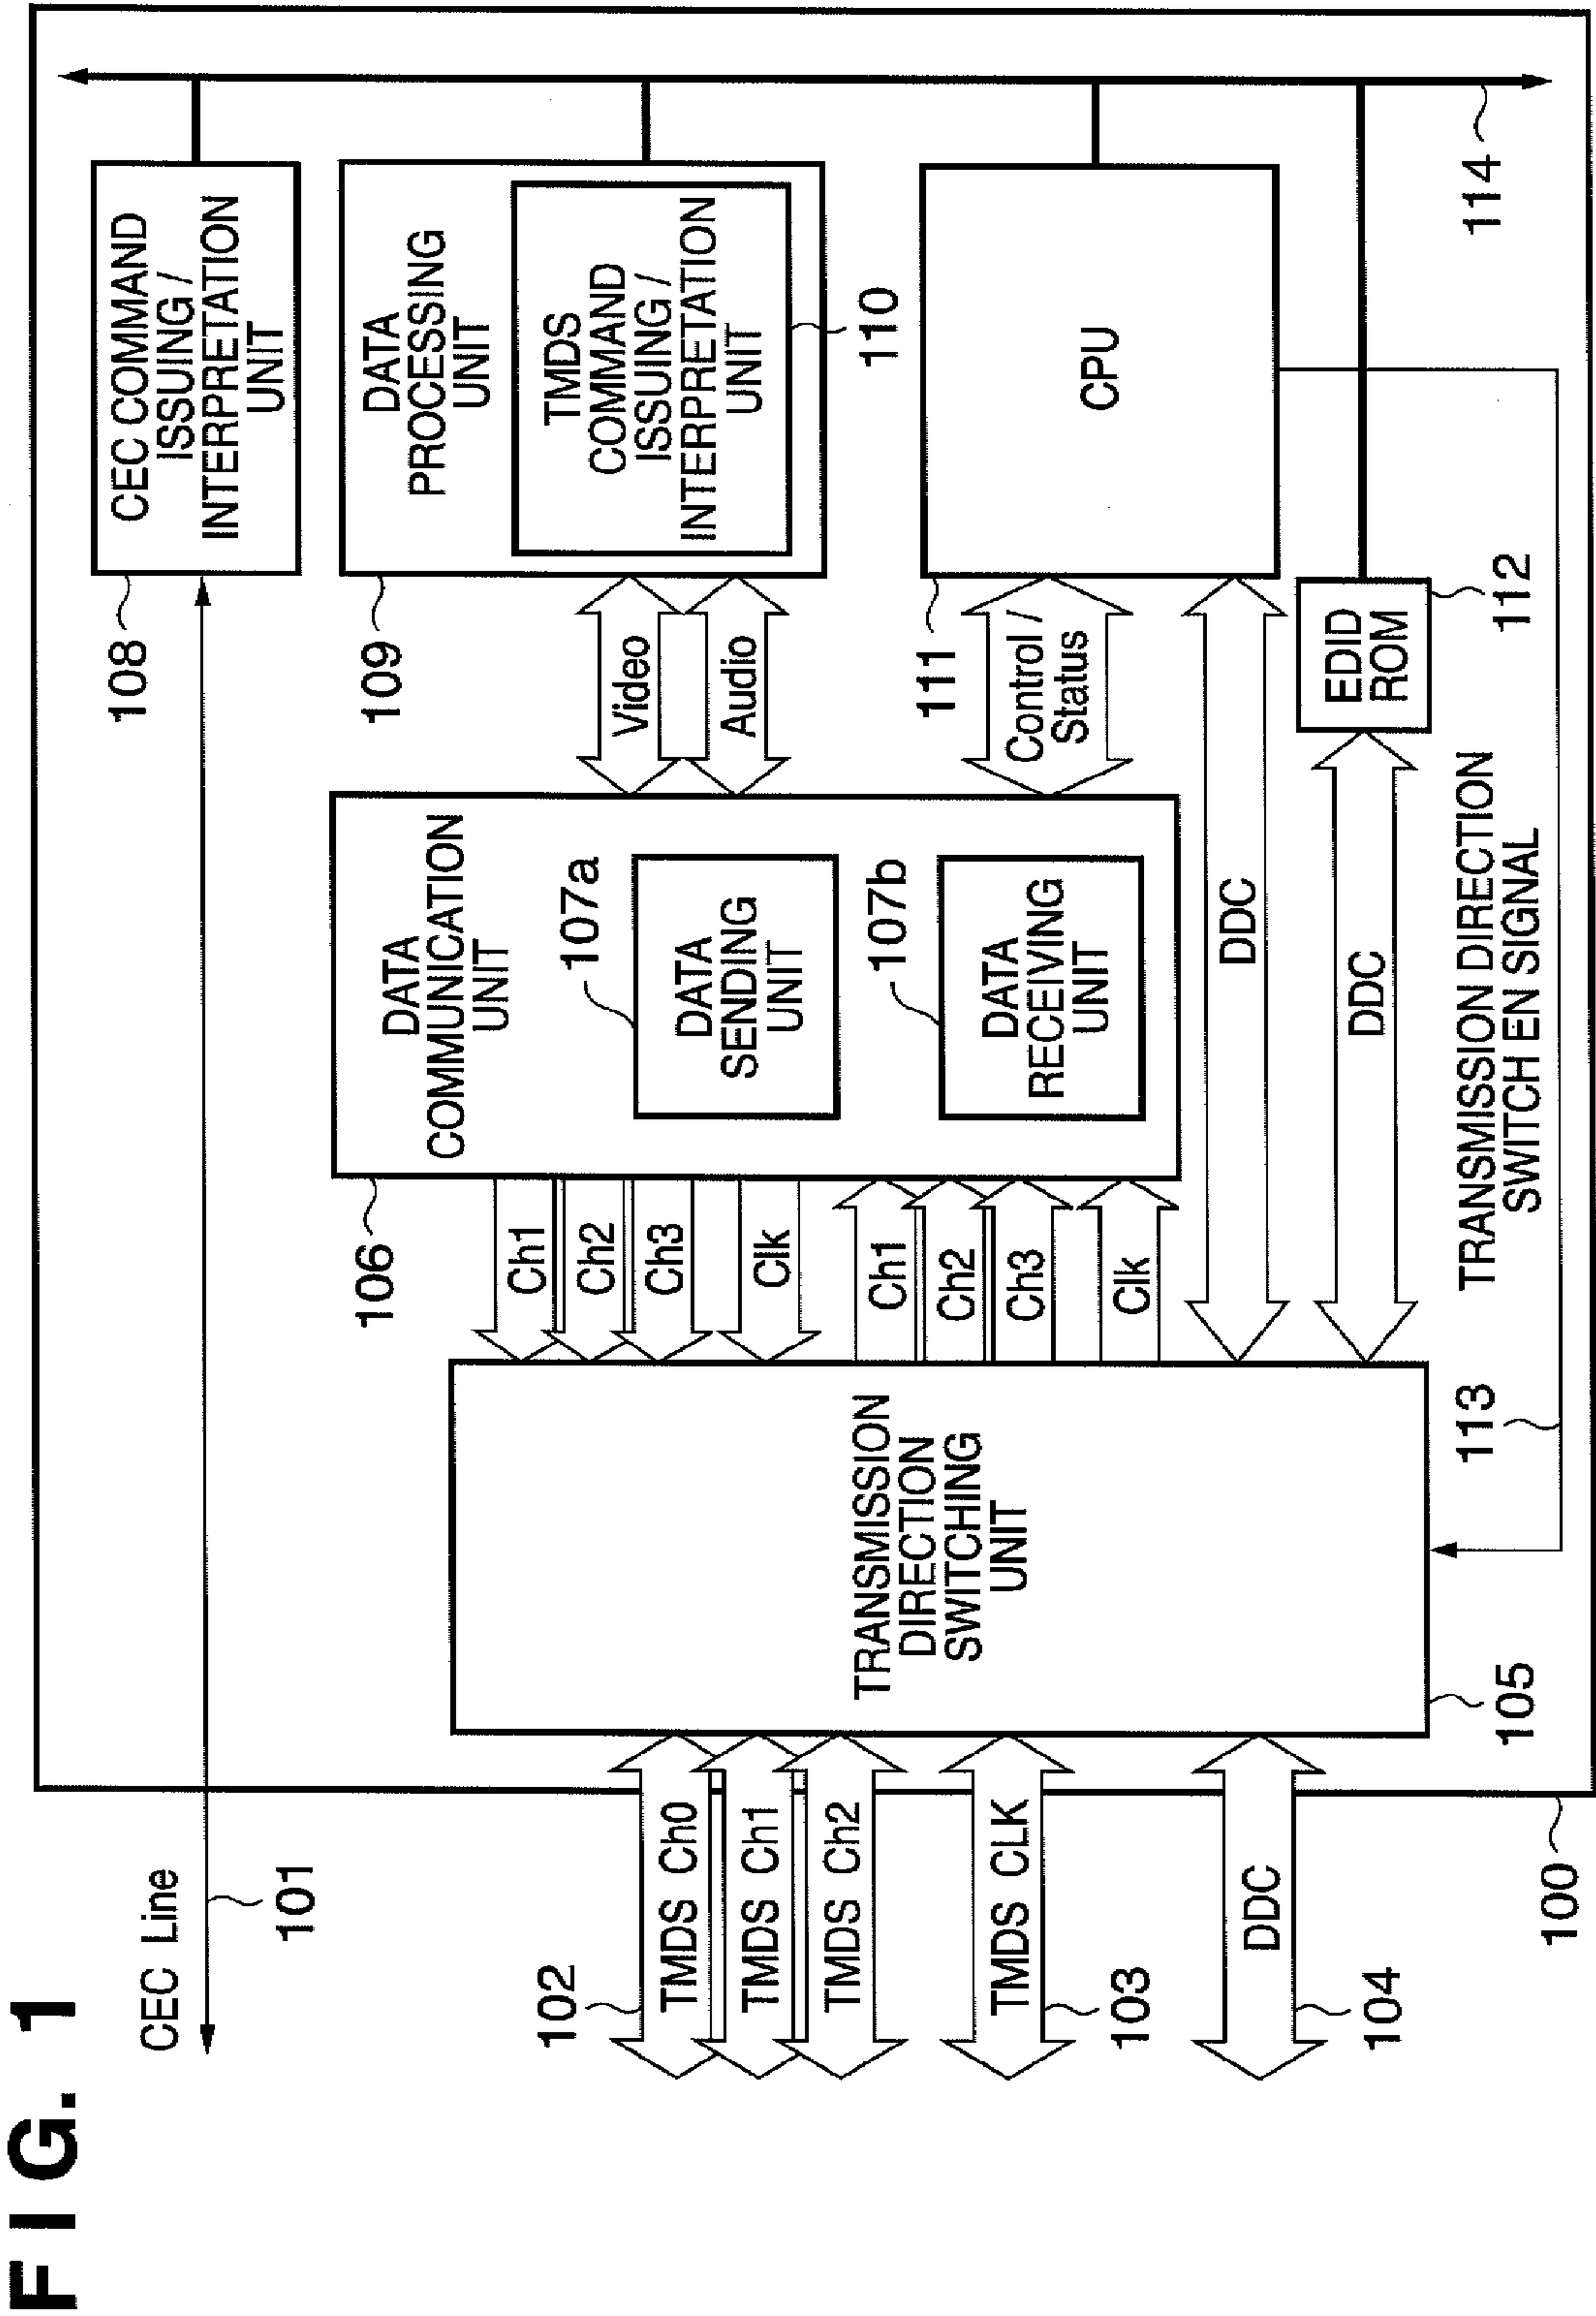 FIG. 1
CEC Line
101
102
TMDS Ch0
TMDS Ch1
TMDS Ch2
TMDS CLK
103
DDC
104
100
TRANSMISSION
DIRECTION
SWITCHING
UNIT
105
113
Ch1
Ch2
Ch3
Clk
Ch1
Ch2
Ch3
Clk
106
DATA
COMMUNICATION
UNIT
107a
DATA
SENDING
UNIT
107b
DATA
RECEIVING
UNIT
DDC
DDC
TRANSMISSION DIRECTION
SWITCH EN SIGNAL
Video
Audio
Control /
Status
108
CEC COMMAND
ISSUING /
INTERPRETATION
UNIT
109
DATA
PROCESSING
UNIT
TMDS
COMMAND
ISSUING /
INTERPRETATION
UNIT
110
111
CPU
EDID
ROM
112
114